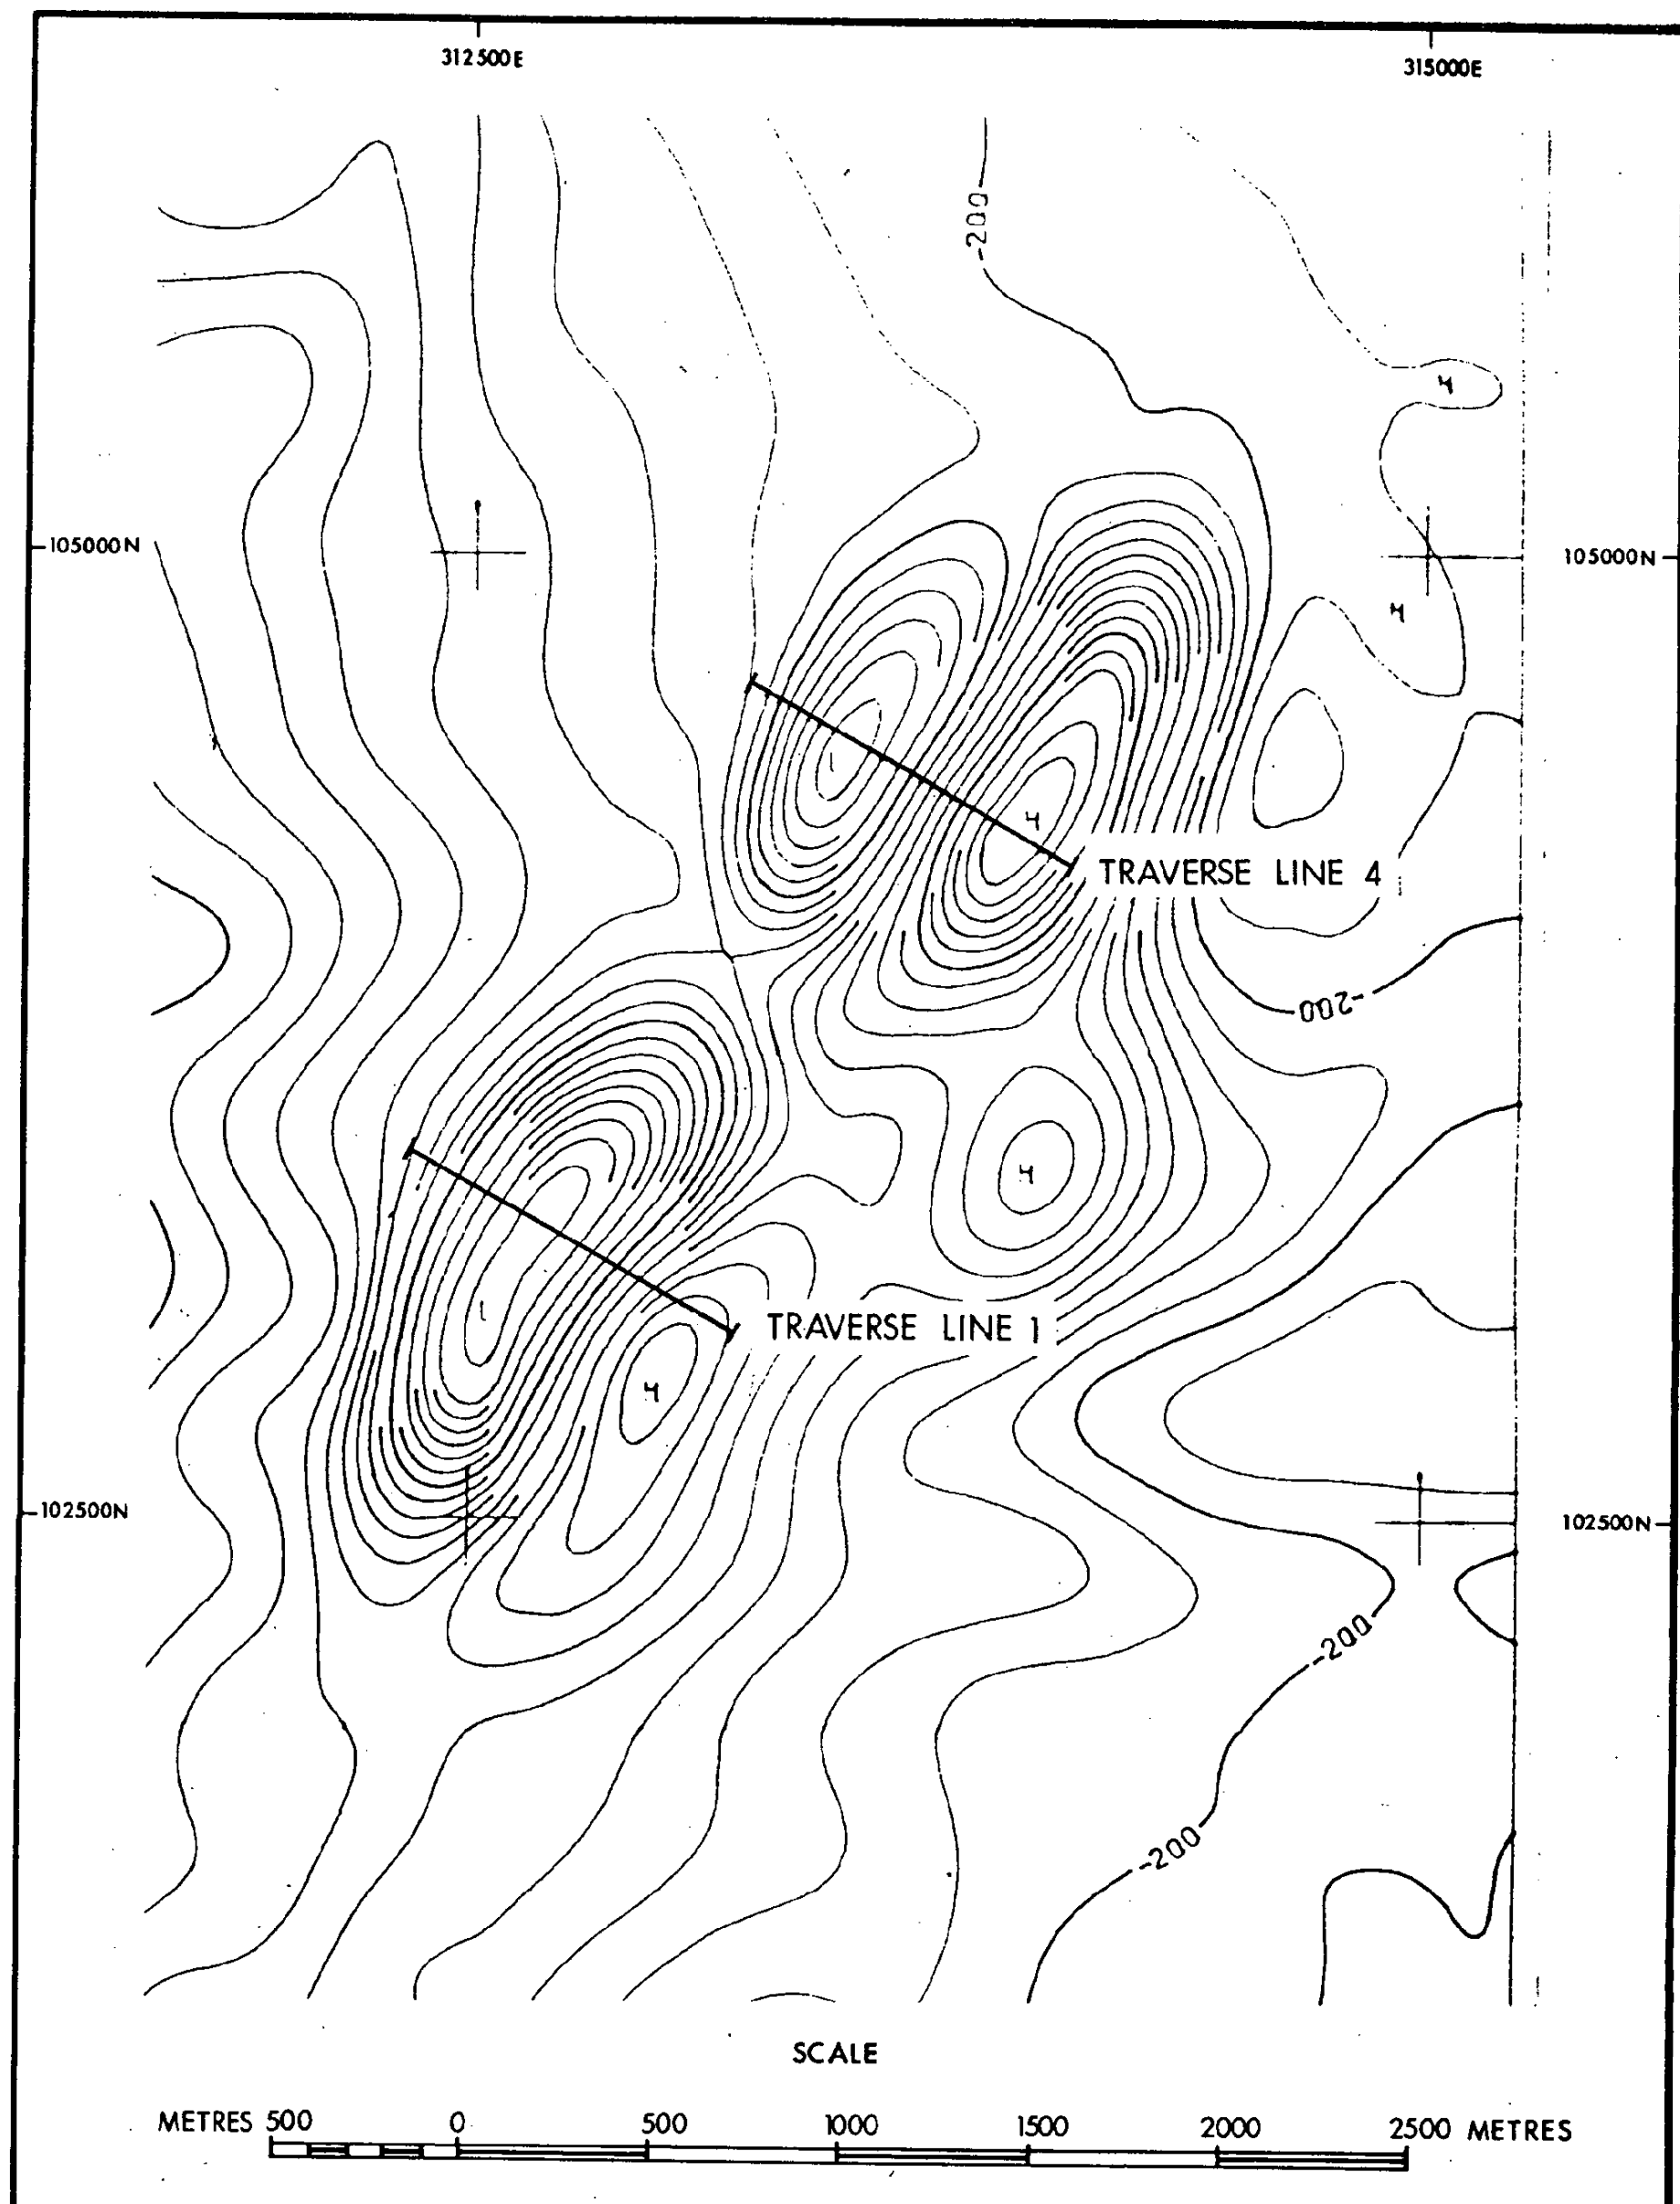 312500E
315000E
-200-
H
105000N
105000N
H
L
H
TRAVERSE LINE 4
-200-
H
L
TRAVERSE LINE 1
H
102500N
102500N
-200-
-200-
SCALE
METRES 500 0 500 1000 1500 2000 2500 METRES